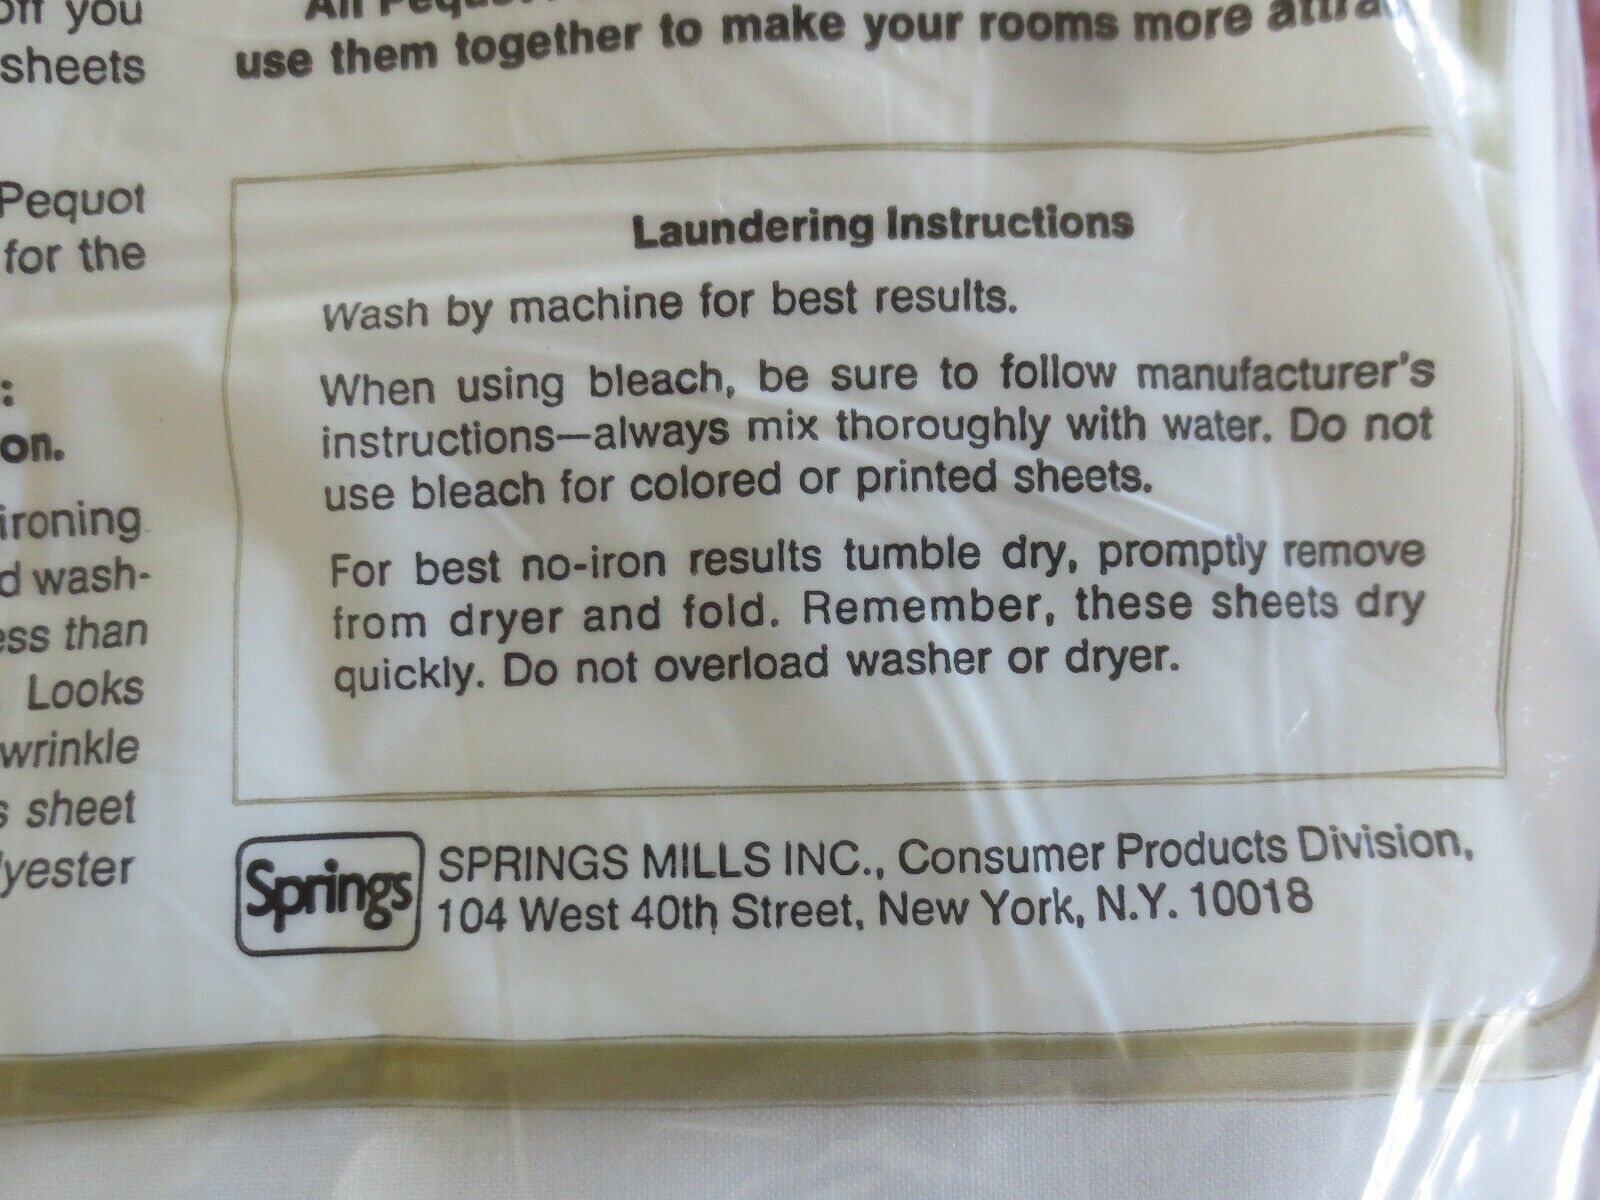 off you
sheets
Pequot
for the
:
on.
ironing
d wash-
ess than
Looks
wrinkle
s sheet
lyester
All
use them together to make your rooms more
Laundering Instructions
Wash by machine for best results.
When using bleach, be sure to follow manufacturer's
instructions—always mix thoroughly with water. Do not
use bleach for colored or printed sheets.
For best no-iron results tumble dry, promptly remove
from dryer and fold. Remember, these sheets dry
quickly. Do not overload washer or dryer.
Springs
SPRINGS MILLS INC., Consumer Products Division,
104 West 40th Street, New York, N.Y. 10018